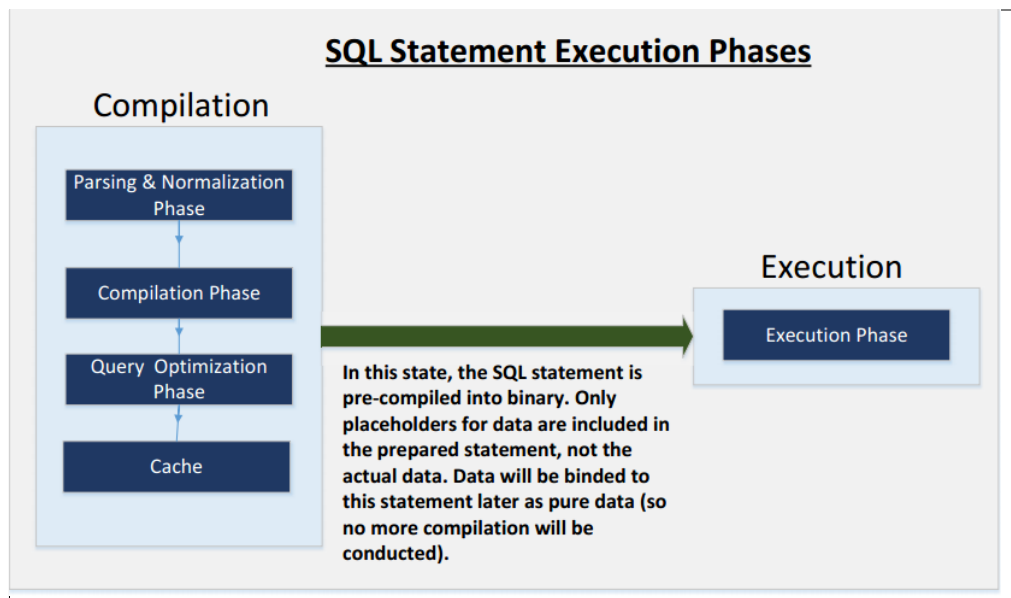 SQL Statement Execution Phases
Compilation
Parsing & Normalization
Phase
Compilation Phase
Query Optimization
Phase
Cache
In this state, the SQL statement is
pre-compiled into binary. Only
placeholders for data are included in
the prepared statement, not the
actual data. Data will be binded to
this statement later as pure data (so
no more compilation will be
conducted).
Execution
Execution Phase